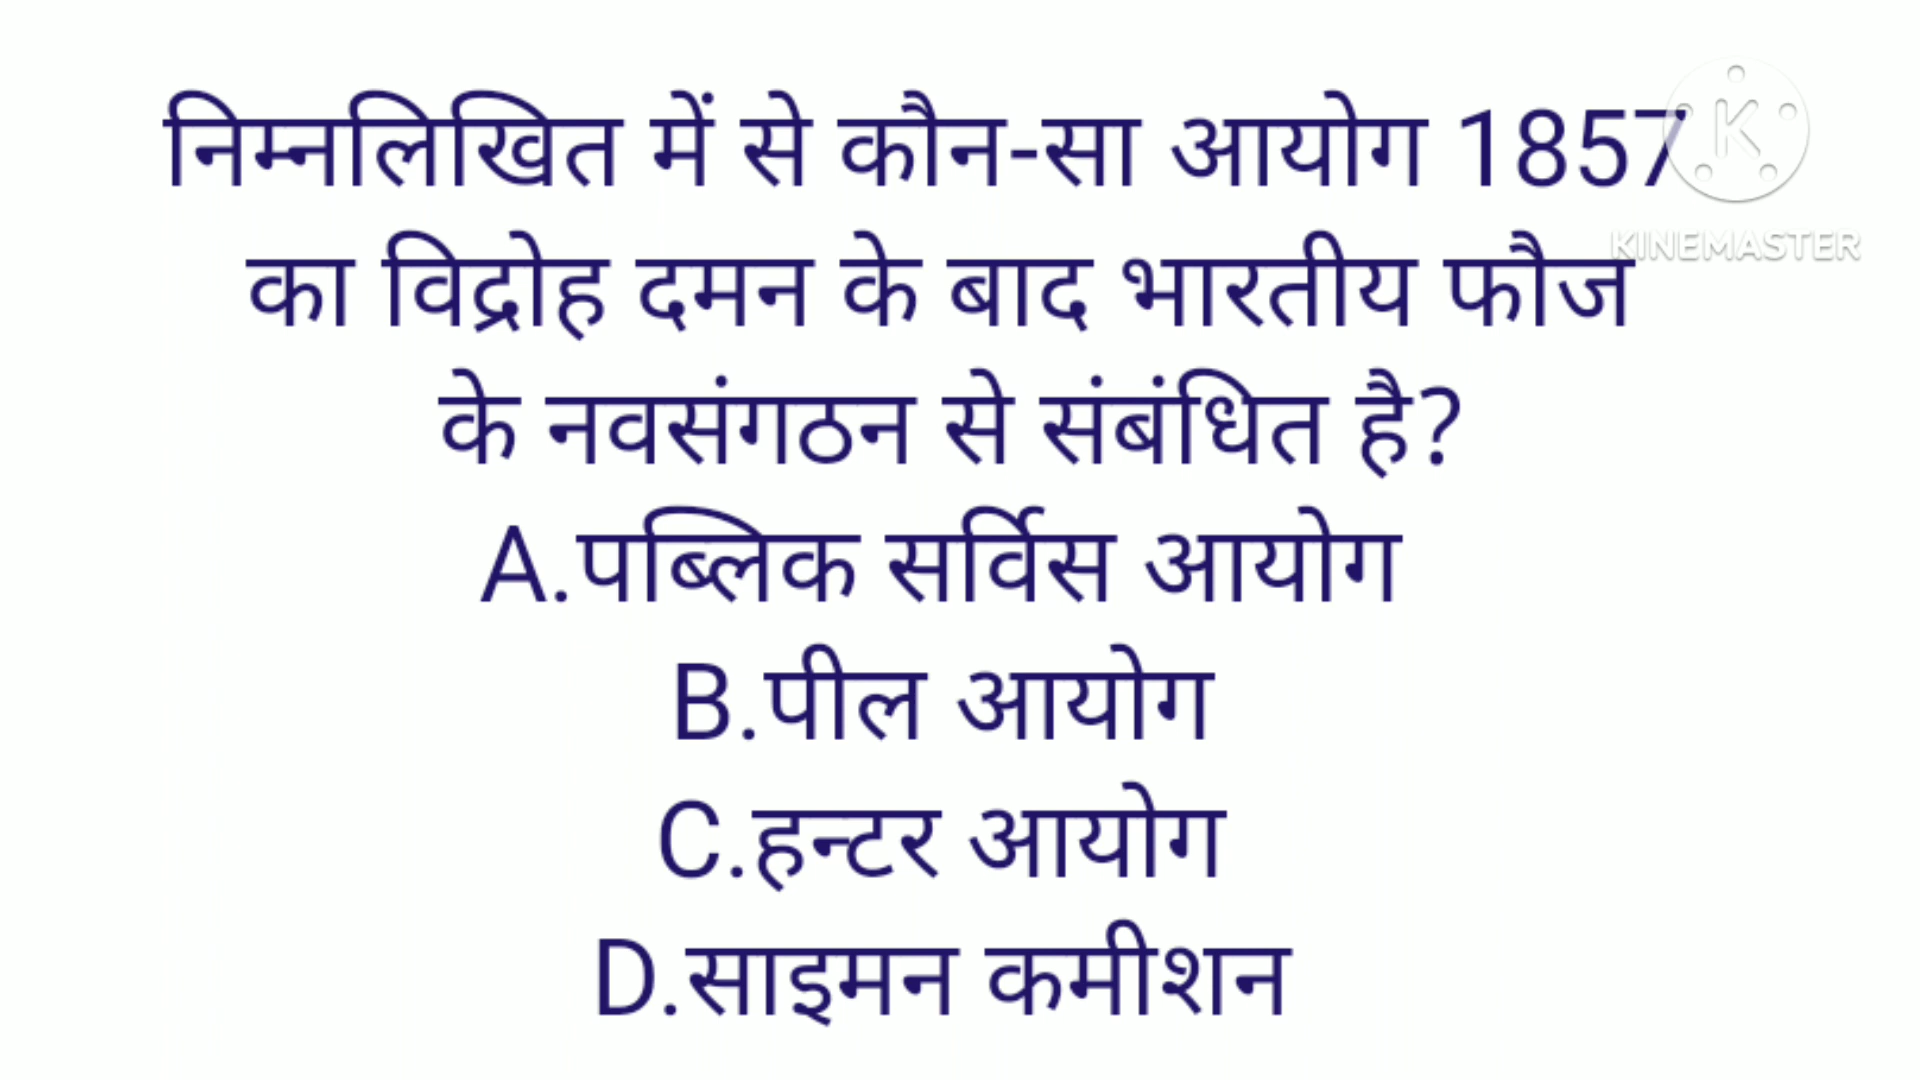 निम्नलिखित में से कौन-सा आयोग 1857
का विद्रोह दमन के बाद भारतीय फौज
के नवसंगठन से संबंधित है?
A.पब्लिक सर्विस आयोग
B.पील आयोग
C.हन्टर आयोग
D.साइमन कमीशन
K
KINEMASTER